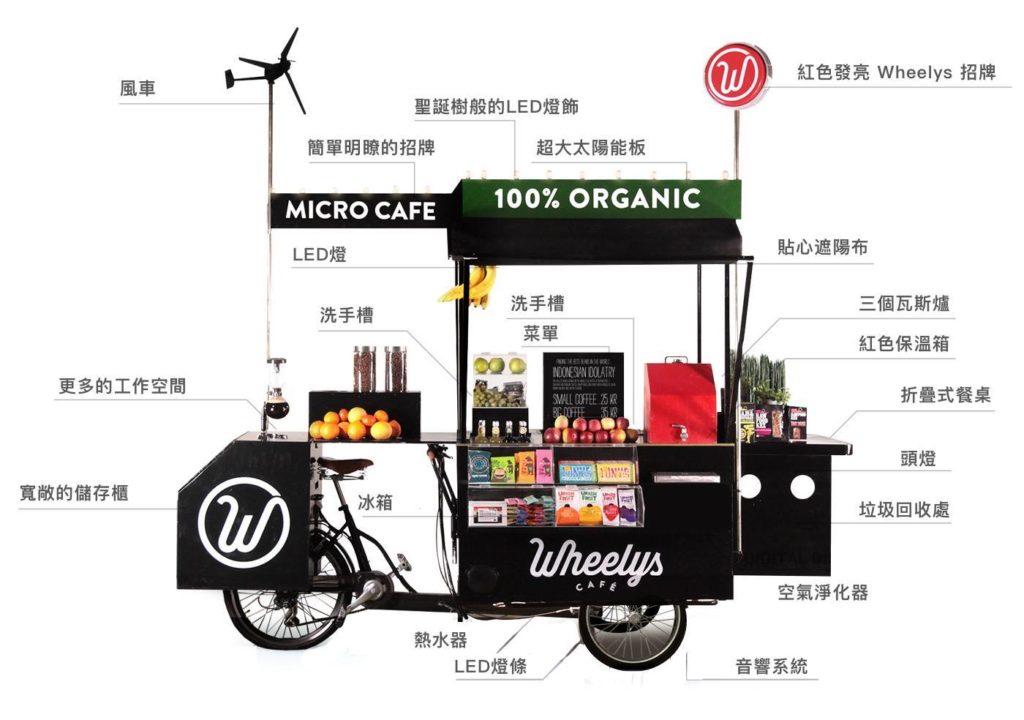 風車
紅色發亮 Wheelys 招牌
聖誕樹般的LED燈飾
簡單明瞭的招牌
超大太陽能板
MICRO CAFE
100% ORGANIC
LED燈
貼心遮陽布
洗手槽
洗手槽
菜單
三個瓦斯爐
紅色保溫箱
INDONESIAN IDOLATRY
SMALL COFFEE 25 KR
BIG COFFEE 35 KR
更多的工作空間
折疊式餐桌
頭燈
寬敞的儲存櫃
冰箱
垃圾回收處
Wheelys
CAFÉ
空氣淨化器
熱水器
LED燈條
音響系統